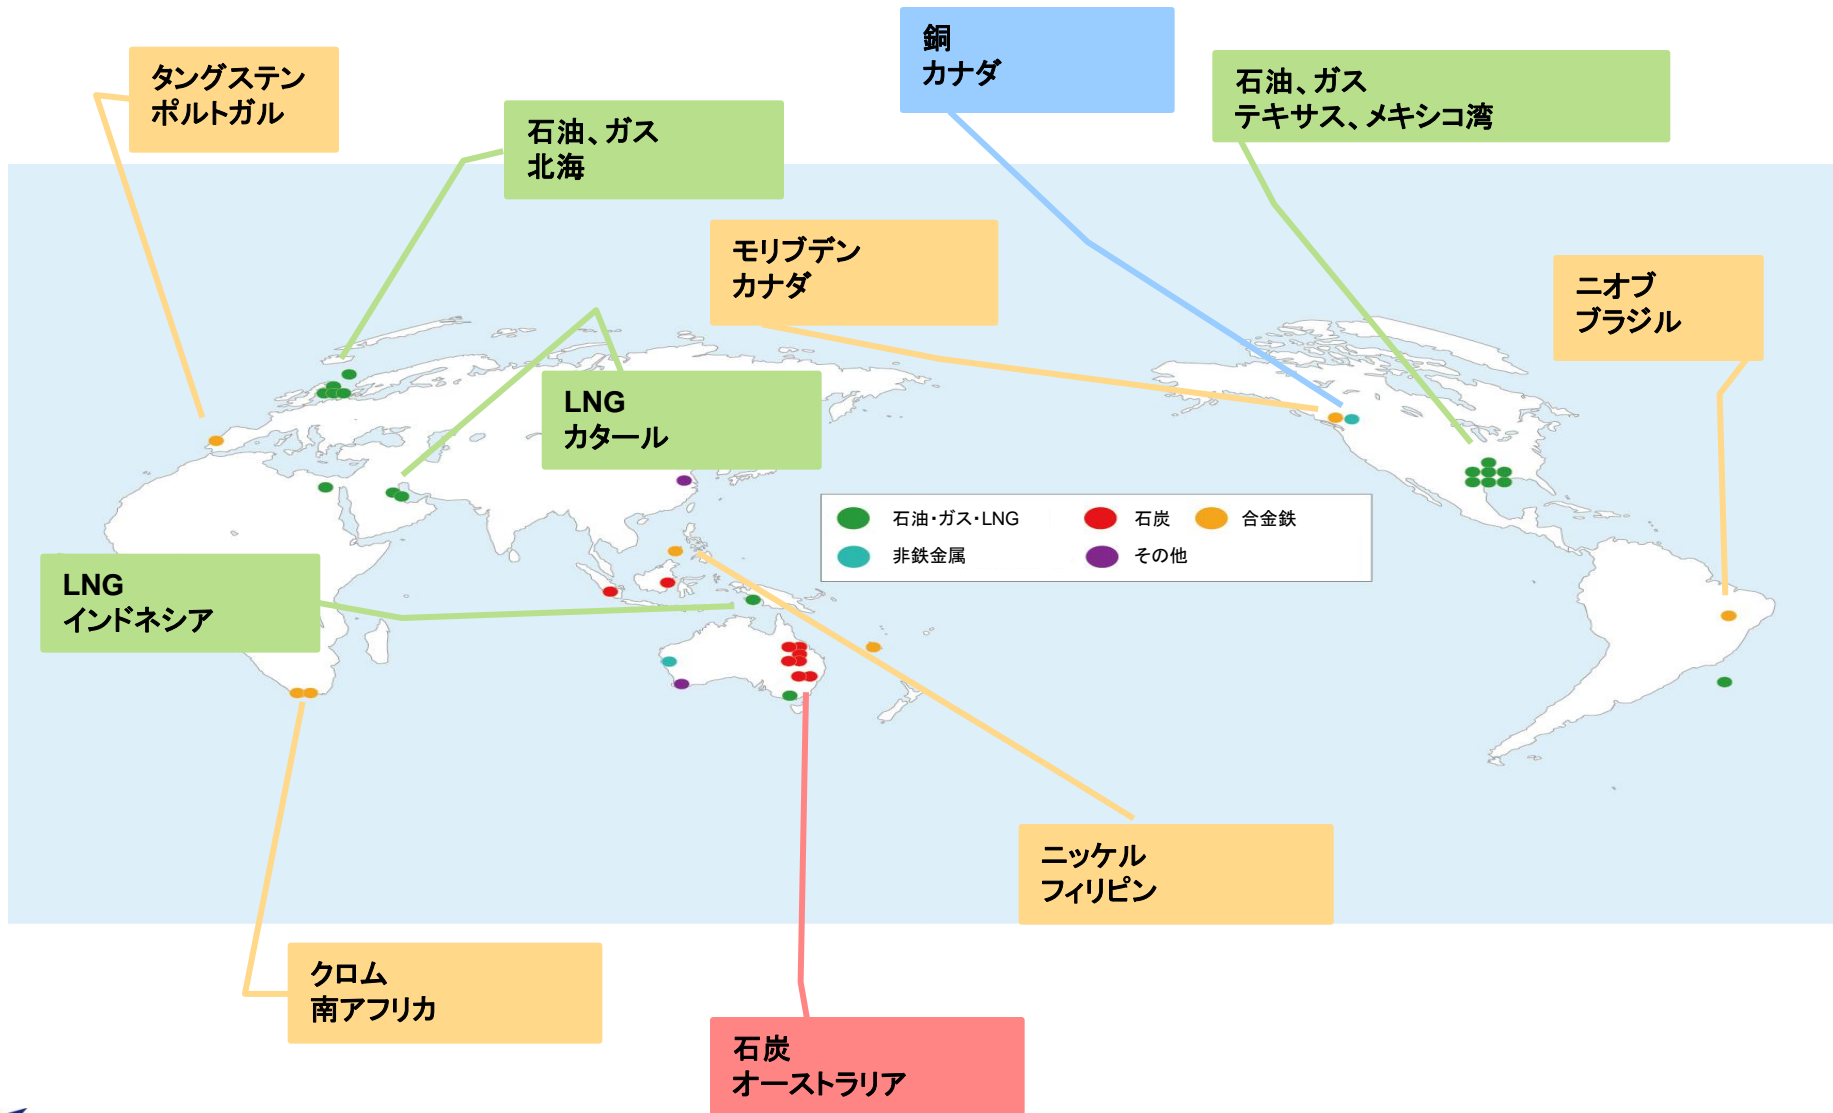 銅
カナダ
タングステン
ポルトガル
石油、ガス
テキサス、メキシコ湾
石油、ガス
北海
モリブデン
カナダ
ニオブ
ブラジル
LNG
カタール
石油・ガス・LNG
石炭
合金鉄
非鉄金属
その他
LNG
インドネシア
ニッケル
フィリピン
クロム
南アフリカ
石炭
オーストラリア